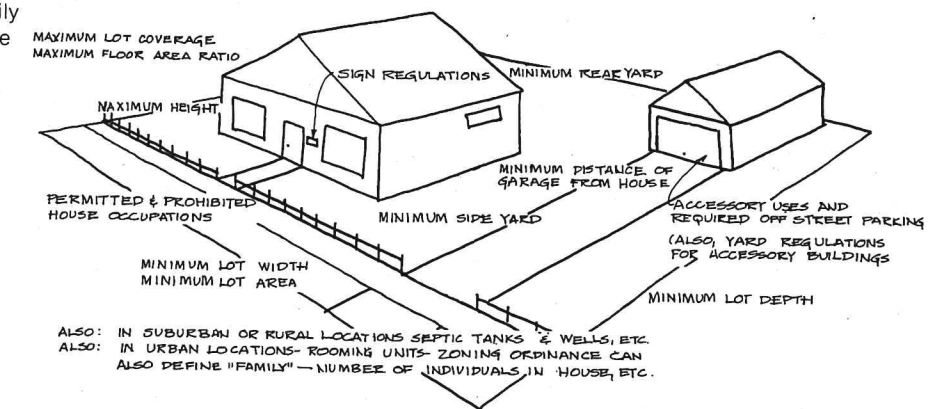 ily
e
MAXIMUM LOT COVERAGE
MAXIMUM FLOOR AREA RATIO
SIGN REGULATIONS
MINIMUM REAR YARD
NAXIMUM HEIGHT
MINIMUM DISTANCE OF
GARAGE FROM HOUSE
PERMITTED & PROHIBITED
HOUSE OCCUPATIONS
MINIMUM SIDE YARD
ACCESSORY USES AND
REQUIRED OFF STREET PARKING
(ALSO, YARD REGULATIONS
FOR ACCESSORY BUILDINGS
MINIMUM LOT WIDTH
MINIMUM LOT AREA
MINIMUM LOT DEPTH
ALSO: IN SUBURBAN OR RURAL LOCATIONS SEPTIC TANKS & WELLS, ETC.
ALSO: IN URBAN LOCATIONS- ROOMING UNITS- ZONING ORDINANCE CAN
ALSO DEFINE "FAMILY" — NUMBER OF INDIVIDUALS IN HOUSE, ETC.